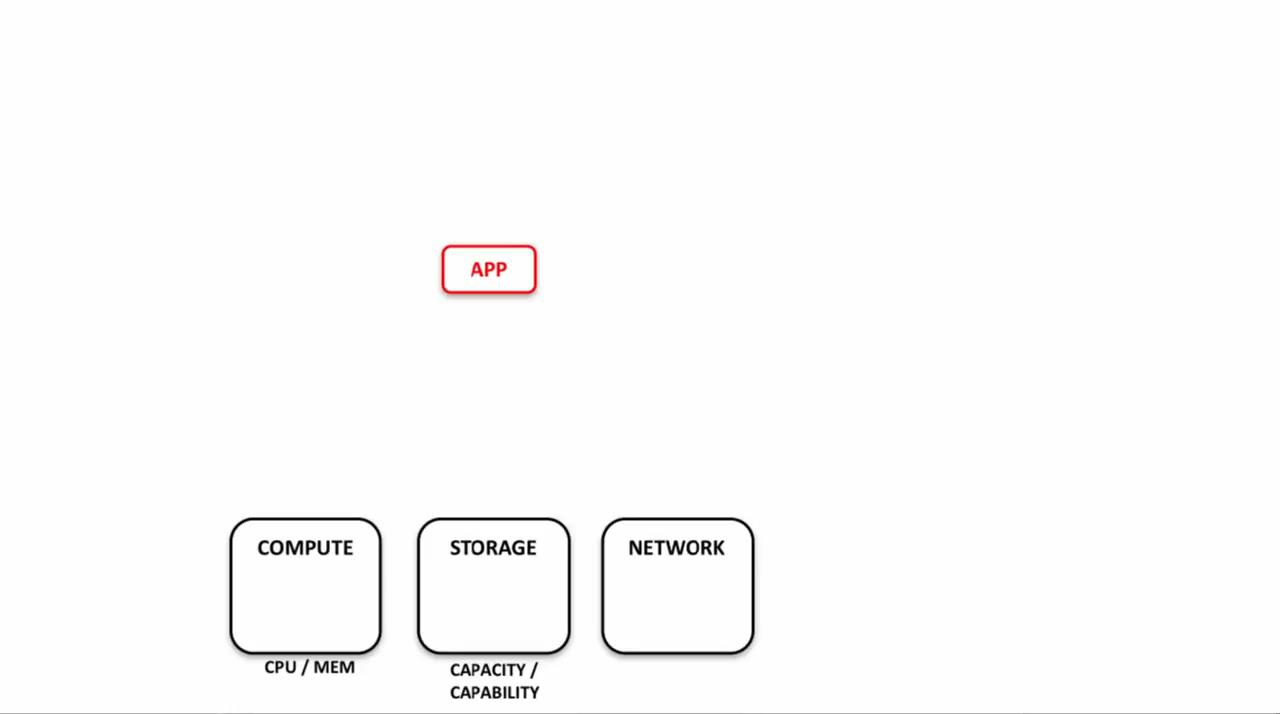 APP
COMPUTE
STORAGE
NETWORK
CPU / MEM
CAPACITY /
CAPABILITY